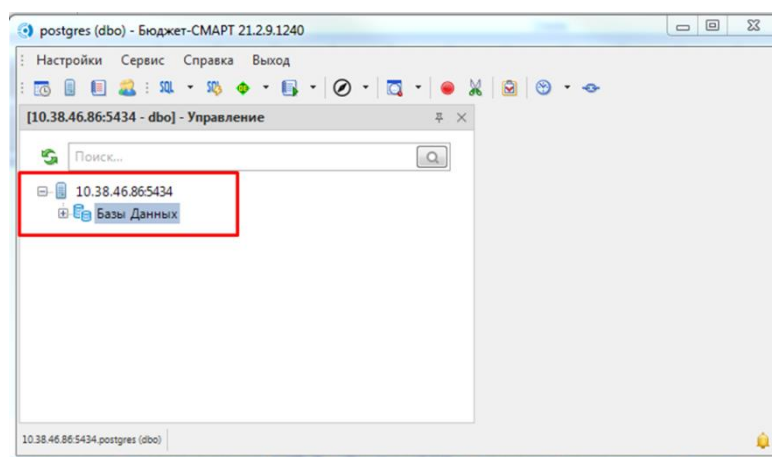 postgres (dbo) - Бюджет-СМАРТ 21.2.9.1240
Настройки Сервис Справка Выход
SQL
[10.38.46.86:5434 - dbo] - Управление
Поиск...
10.38.46.86:5434
Базы Данных
10.38.46.86:5434.postgres (dbo)